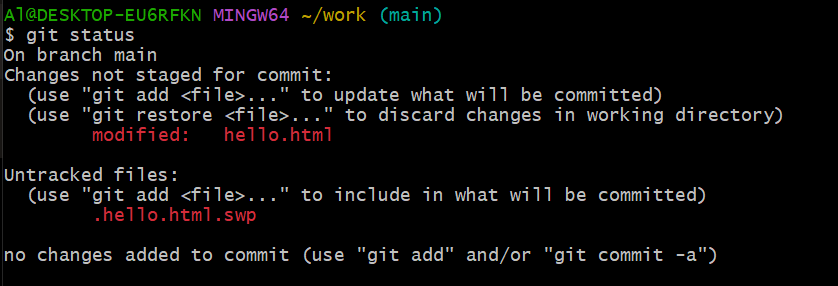 Al@DESKTOP-EU6RFKN MINGW64 ~/work (main)
$ git status
On branch main
Changes not staged for commit:
  (use "git add <file>..." to update what will be committed)
  (use "git restore <file>..." to discard changes in working directory)
        modified:   hello.html

Untracked files:
  (use "git add <file>..." to include in what will be committed)
        .hello.html.swp

no changes added to commit (use "git add" and/or "git commit -a")